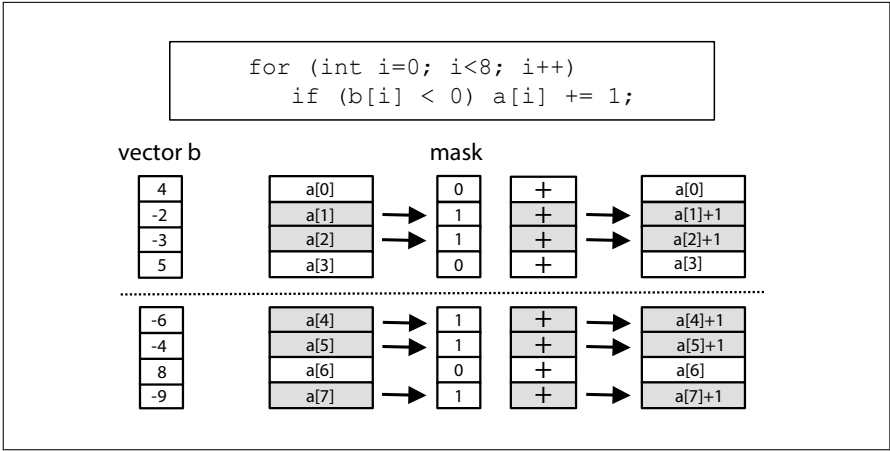 for (int i=0; i<8; i++)
if (b[i] < 0) a[i] += 1;
vector b mask
4 a[0] 0 + a[0]
-2 a[1] 1 + a[1]+1
-3 a[2] 1 + a[2]+1
5 a[3] 0 + a[3]
-6 a[4] 1 + a[4]+1
-4 a[5] 1 + a[5]+1
8 a[6] 0 + a[6]
-9 a[7] 1 + a[7]+1